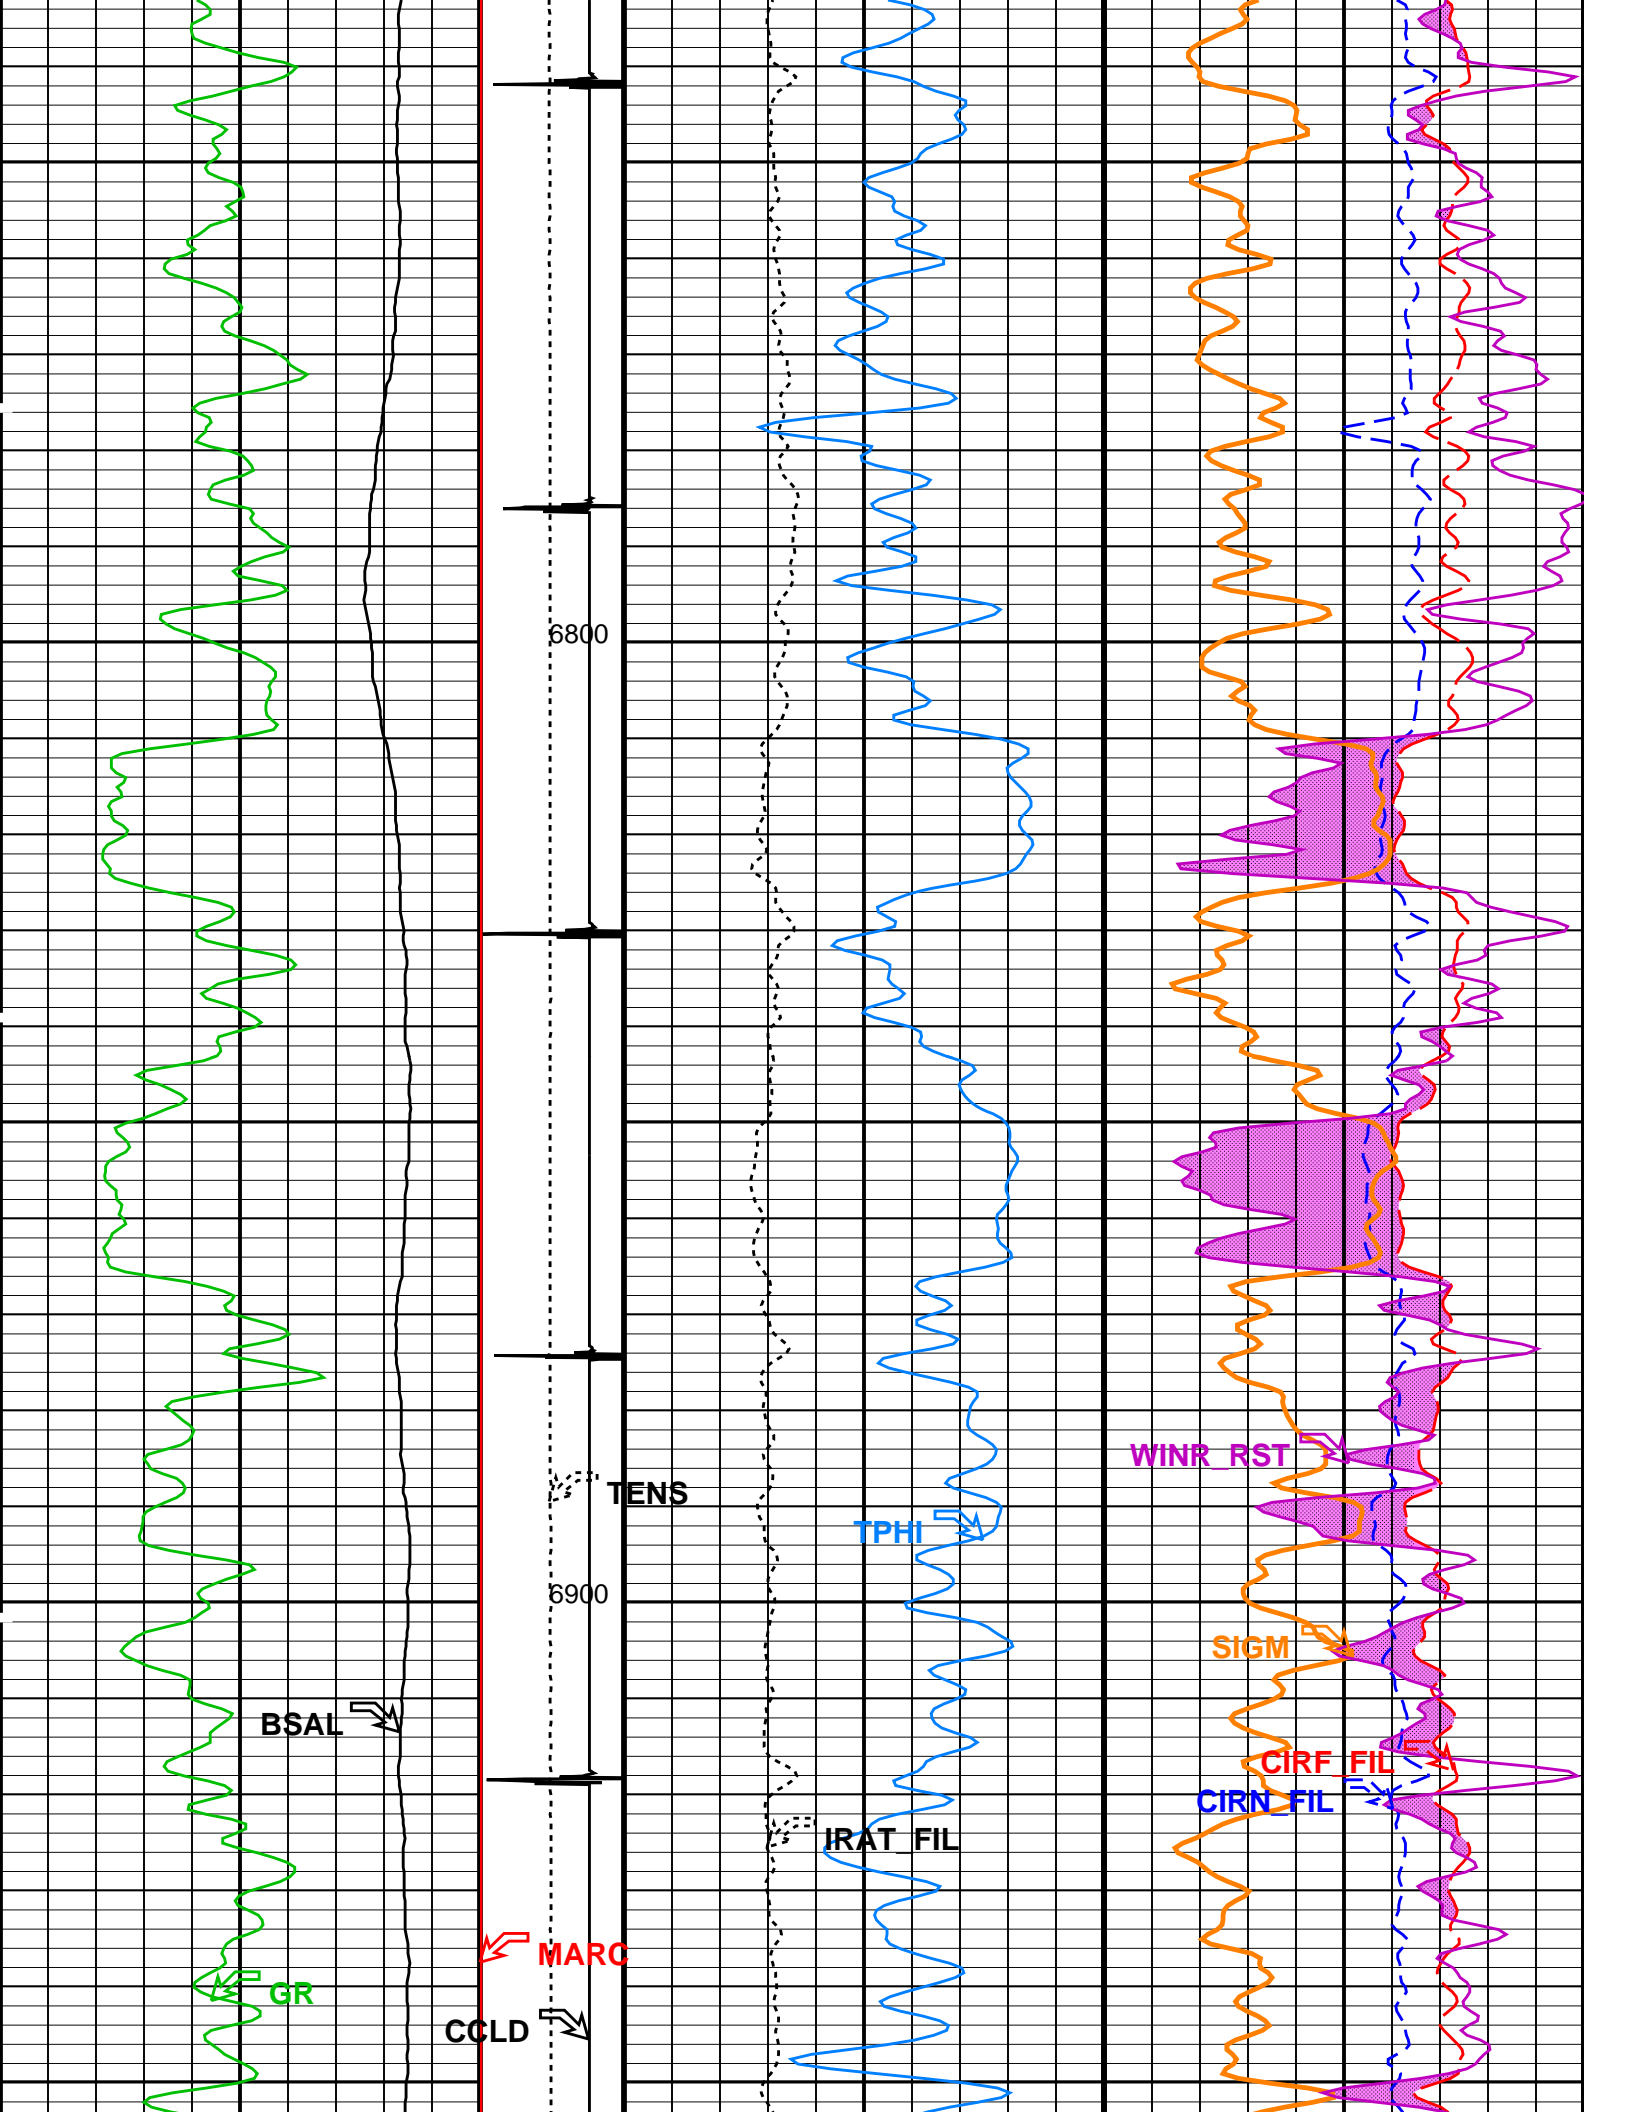 6800
WINR_RST
TENS
TPHI
6900
SIGM
BSAL
CIRF_FIL
CIRN_FIL
IRAT_FIL
MARC
GR
CCLD